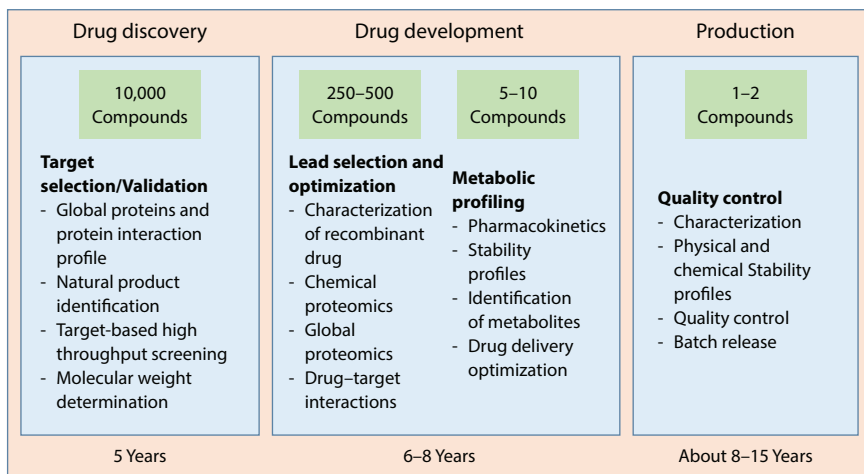 Drug discovery
10,000
Compounds
Target
selection/Validation
- Global proteins and
protein interaction
profile
- Natural product
identification
- Target-based high
throughput screening
- Molecular weight
determination
5 Years
Drug development
250–500
Compounds
Lead selection and
optimization
- Characterization
of recombinant
drug
- Chemical
proteomics
- Global
proteomics
- Drug–target
interactions
5–10
Compounds
Metabolic
profiling
- Pharmacokinetics
- Stability
profiles
- Identification
of metabolites
- Drug delivery
optimization
6–8 Years
Production
1–2
Compounds
Quality control
- Characterization
- Physical and
chemical Stability
profiles
- Quality control
- Batch release
About 8–15 Years